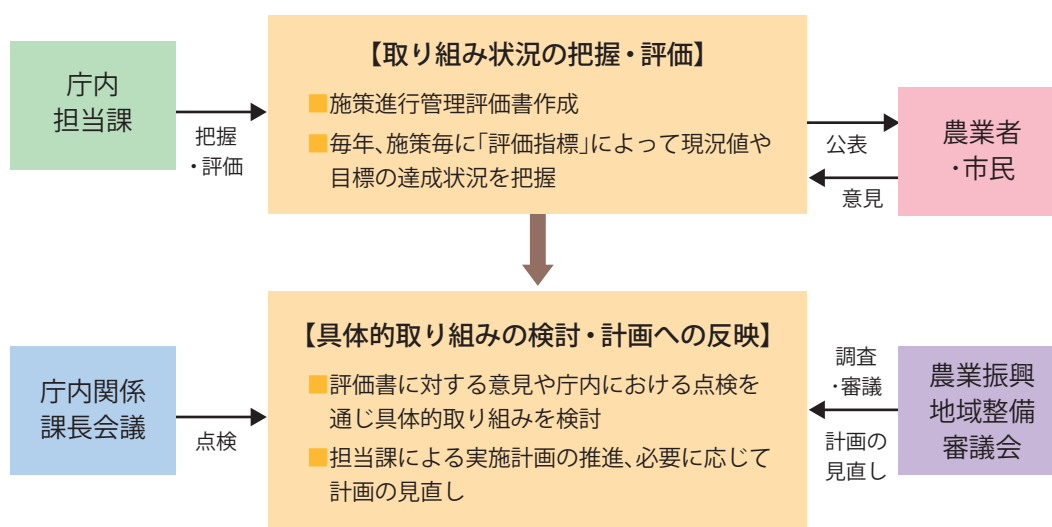 庁内
担当課
把握
・評価
【取り組み状況の把握・評価】
■施策進行管理評価書作成
■毎年、施策毎に「評価指標」によって現況値や
目標の達成状況を把握
公表
意見
農業者
・市民
庁内関係
課長会議
点検
【具体的取り組みの検討・計画への反映】
■評価書に対する意見や庁内における点検を
通じ具体的取り組みを検討
■担当課による実施計画の推進、必要に応じて
計画の見直し
調査
・審議
計画の
見直し
農業振興
地域整備
審議会